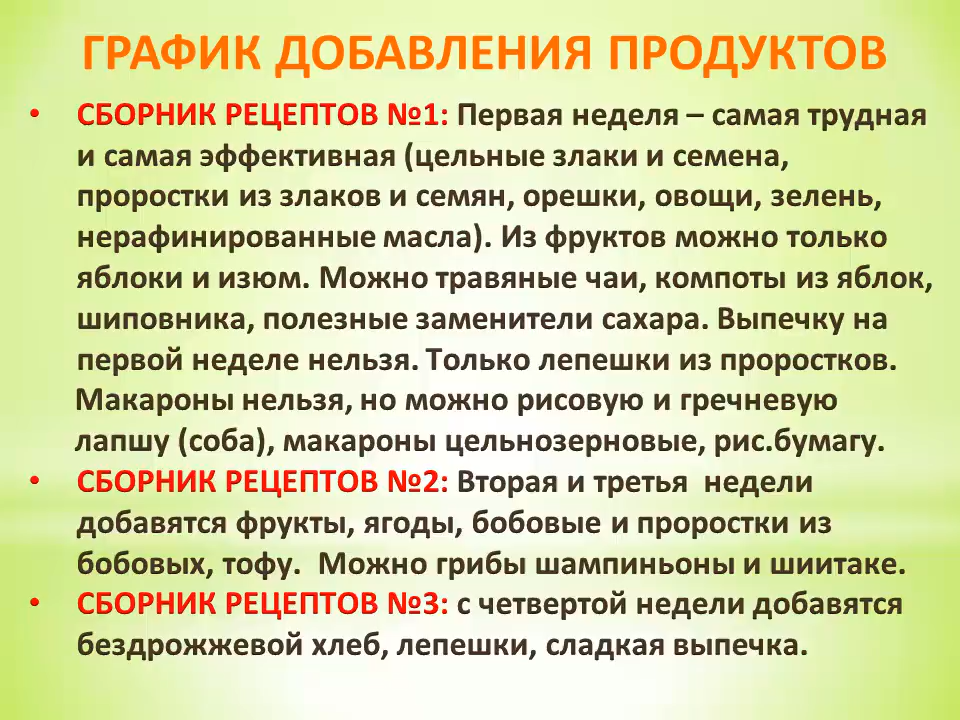 ГРАФИК ДОБАВЛЕНИЯ ПРОДУКТОВ
• СБОРНИК РЕЦЕПТОВ №1: Первая неделя – самая трудная
и самая эффективная (цельные злаки и семена,
проростки из злаков и семян, орешки, овощи, зелень,
нерафинированные масла). Из фруктов можно только
яблоки и изюм. Можно травяные чаи, компоты из яблок,
шиповника, полезные заменители сахара. Выпечку на
первой неделе нельзя. Только лепешки из проростков.
Макароны нельзя, но можно рисовую и гречневую
лапшу (соба), макароны цельнозерновые, рис.бумагу.
• СБОРНИК РЕЦЕПТОВ №2: Вторая и третья недели
добавятся фрукты, ягоды, бобовые и проростки из
бобовых, тофу. Можно грибы шампиньоны и шиитаке.
• СБОРНИК РЕЦЕПТОВ №3: с четвертой недели добавятся
бездрожжевой хлеб, лепешки, сладкая выпечка.